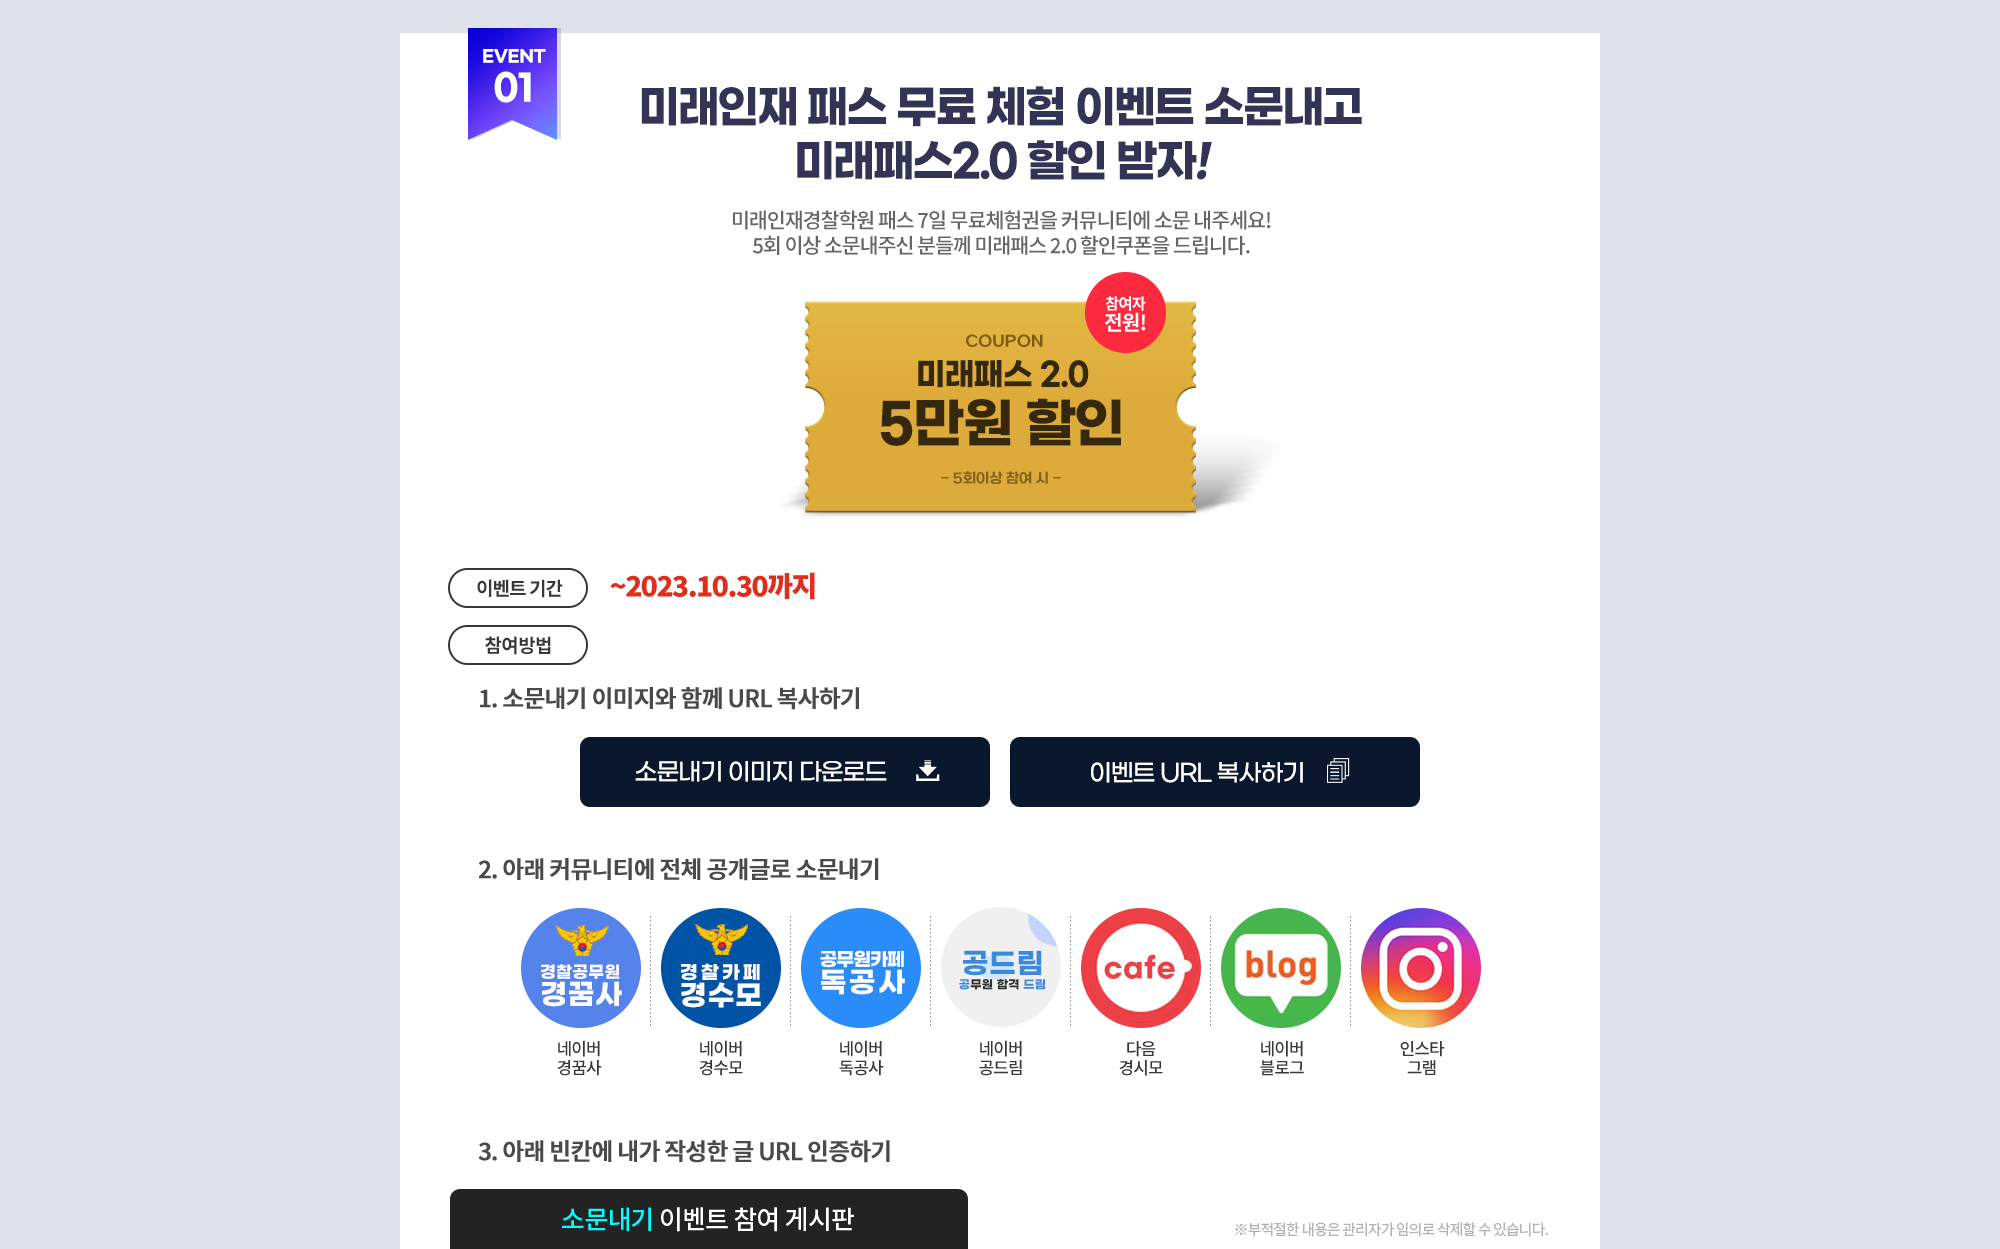 EVENT
01
미래인재 패스 무료 체험 이벤트 소문내고
미래패스2.0 할인 받자!
미래인재경찰학원 패스 7일 무료체험권을 커뮤니티에 소문 내주세요!
5회 이상 소문내주신 분들께 미래패스 2.0 할인쿠폰을 드립니다.
참여자
전원!
COUPON
미래패스 2.0
5만원 할인
- 5회이상 참여 시 -
이벤트 기간
~2023.10.30까지
참여방법
1. 소문내기 이미지와 함께 URL 복사하기
소문내기 이미지 다운로드
이벤트 URL 복사하기
2. 아래 커뮤니티에 전체 공개글로 소문내기
경찰공무원
경꿈사
경찰카페
경수모
공무원카페
독공사
공드림
공무원 합격 드림
cafe
blog
네이버
경꿈사
네이버
경수모
네이버
독공사
네이버
공드림
다음
경시모
네이버
블로그
인스타
그램
3. 아래 빈칸에 내가 작성한 글 URL 인증하기
소문내기 이벤트 참여 게시판
※부적절한 내용은 관리자가 임의로 삭제할 수 있습니다.